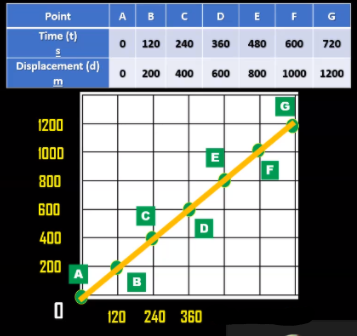 Point A B C D E F G
Time (t)
s
0 120 240 360 480 600 720
Displacement (d)
m
0 200 400 600 800 1000 1200
G
1200
1000
E
F
800
600
C
D
400
200
A
B
0
120 240 360